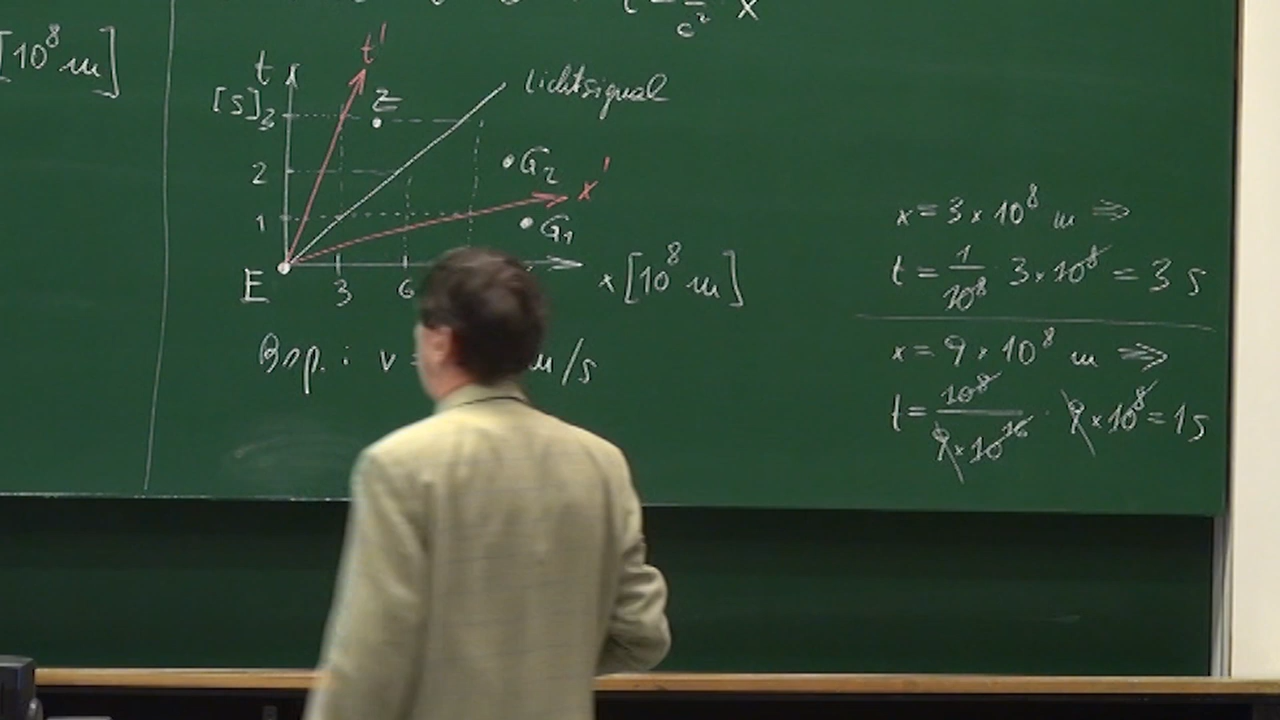 [10⁸ m]
t = /c² x
t
t'
[s]
3
Z
Lichtsignal
2
G₂
x'
1
G₁
E
3
6
x [10⁸ m]
Bsp.: v = m/s
x = 3 × 10⁸ m ⇒
t = 1/10⁸ · 3 × 10⁸ = 3 s
x = 9 × 10⁸ m ⇒
t = 10⁸/9 × 10¹⁶ · 9 × 10⁸ = 1 s